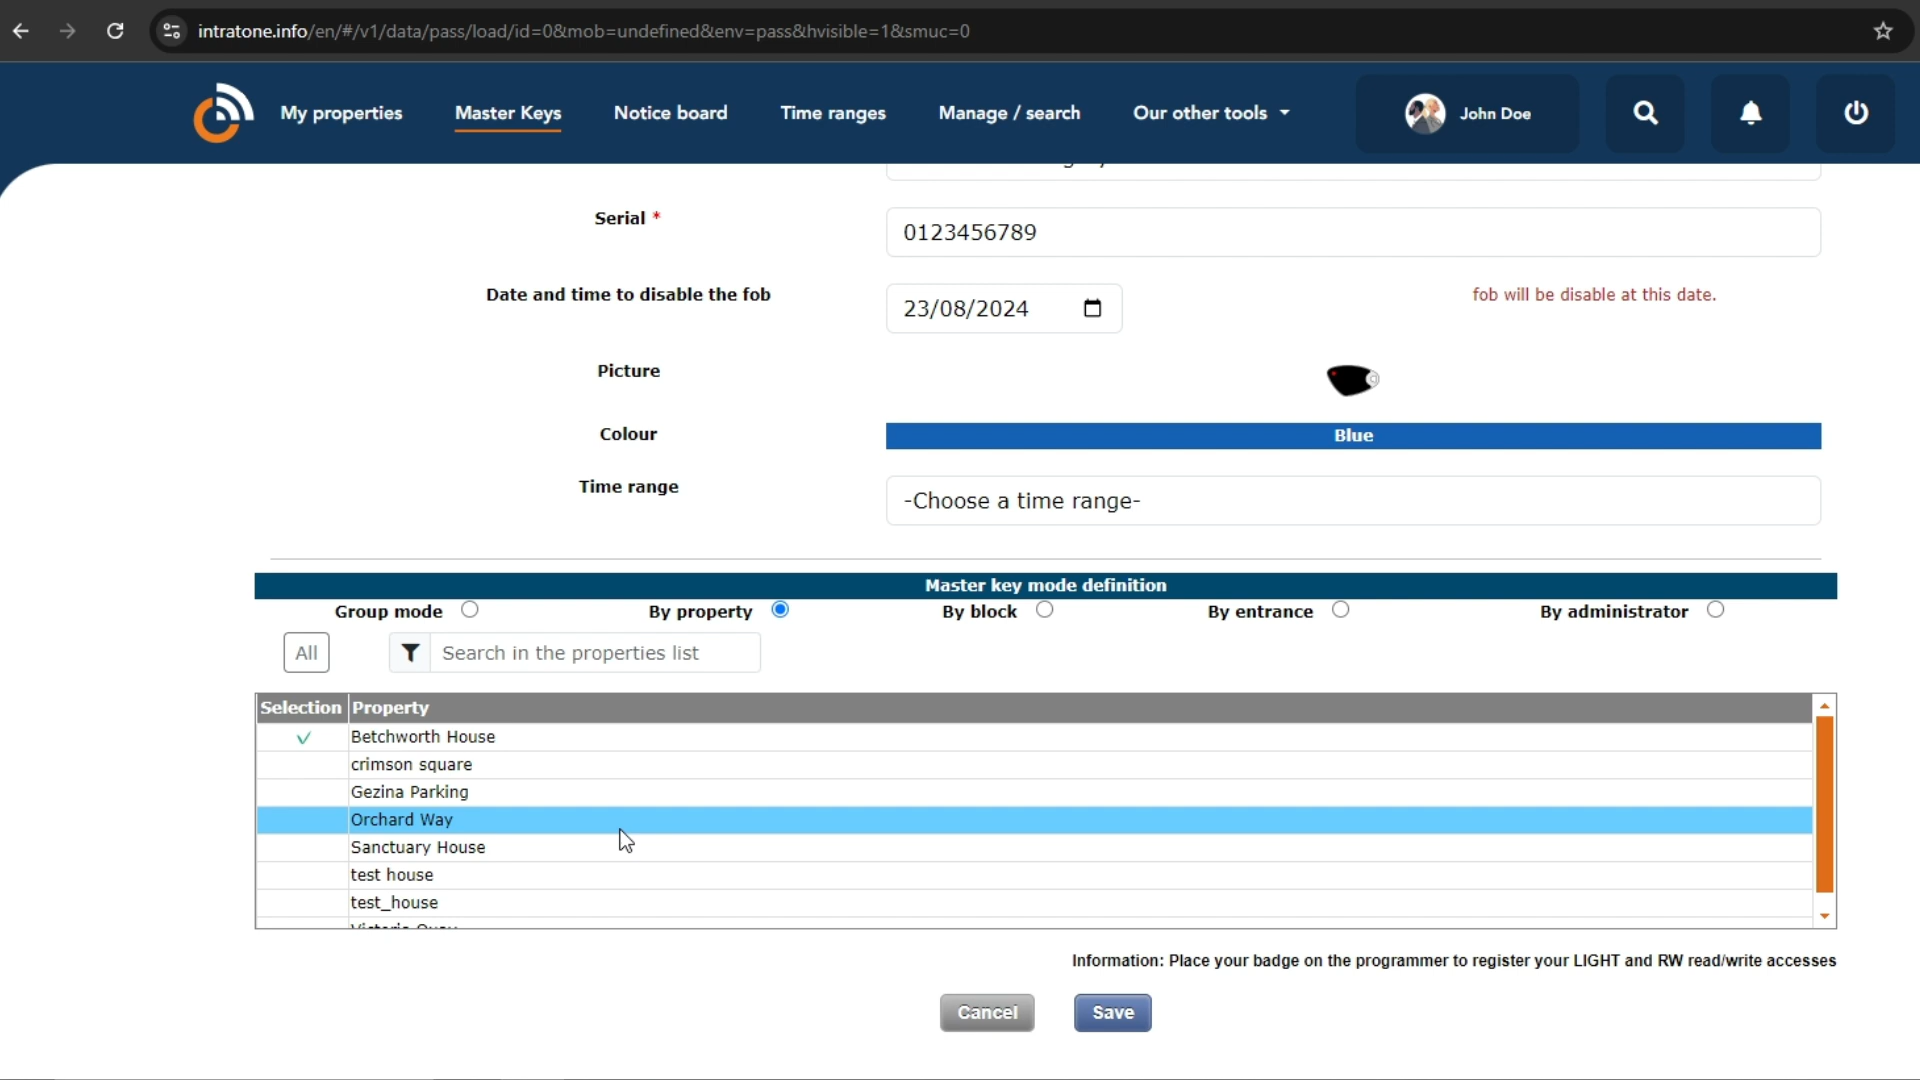 intratone.info/en/#/v1/data/pass/load/id=0&mob=undefined&env=pass&hvisible=1&smuc=0
My properties Master Keys Notice board Time ranges Manage / search Our other tools John Doe
Serial *
0123456789
Date and time to disable the fob
23/08/2024
fob will be disable at this date.
Picture
Colour
Blue
Time range
-Choose a time range-
Master key mode definition
Group mode By property By block By entrance By administrator
All Search in the properties list
Selection Property
Betchworth House
crimson square
Gezina Parking
Orchard Way
Sanctuary House
test house
test_house
Information: Place your badge on the programmer to register your LIGHT and RW read/write accesses
Cancel Save